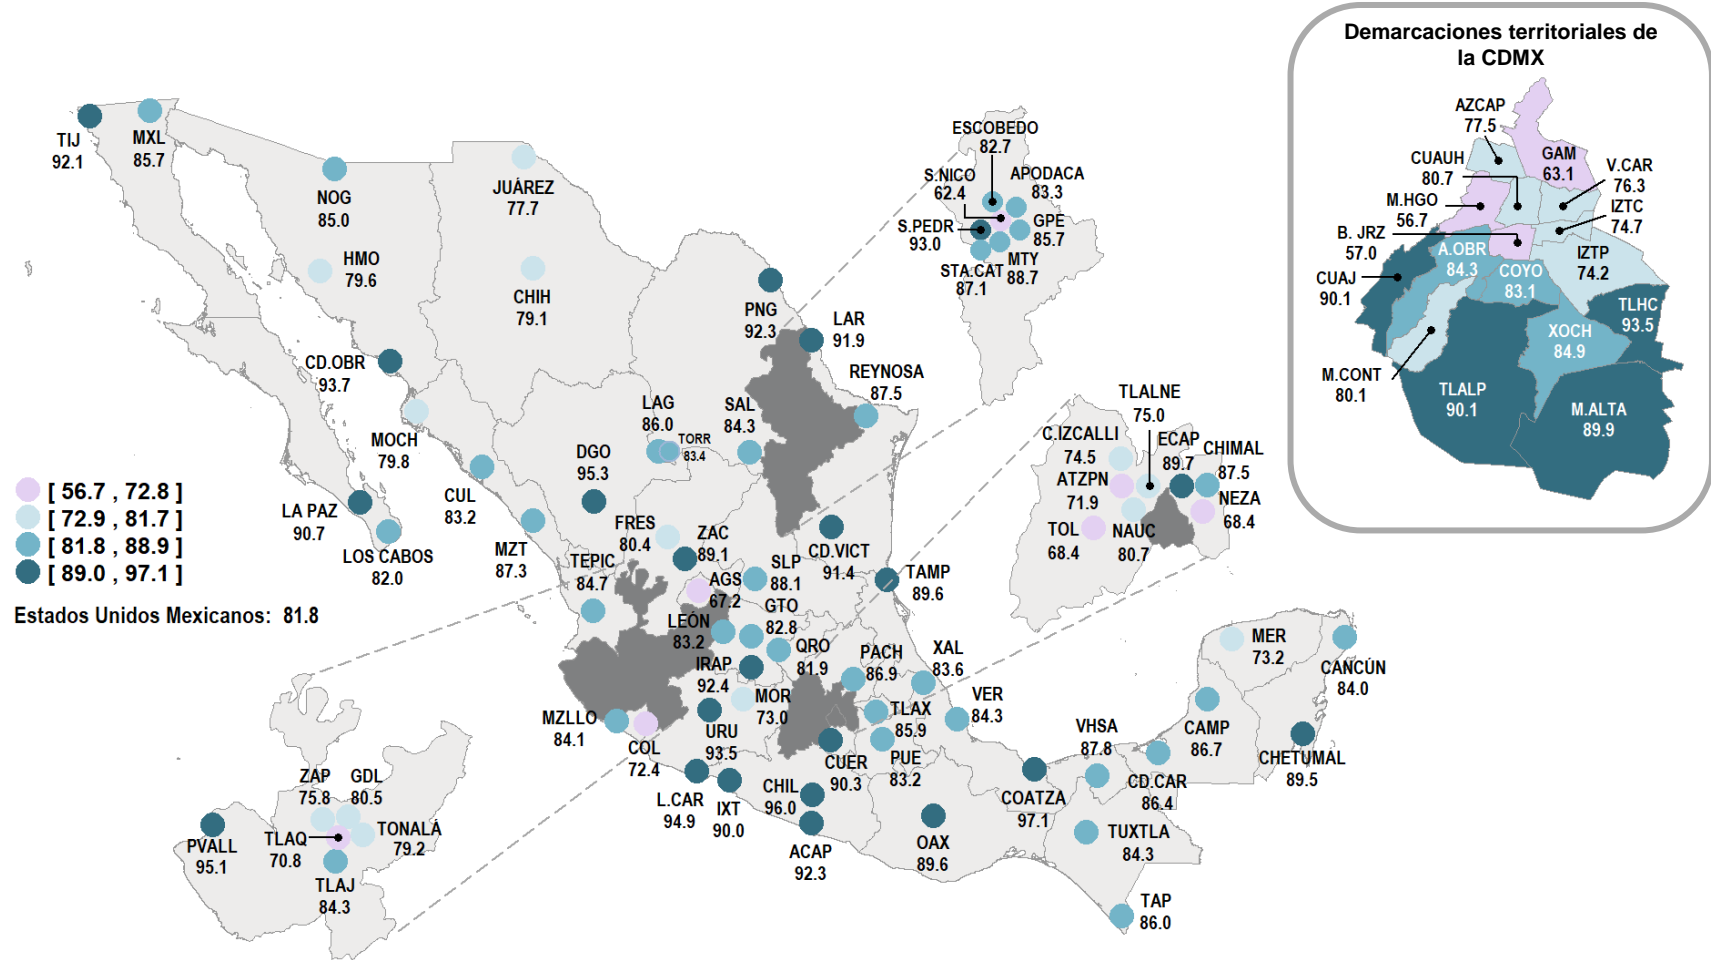 Demarcaciones territoriales de
la CDMX
AZCAP
77.5
CUAUH
80.7
GAM
63.1
V.CAR
76.3
M.HGO
56.7
IZTC
74.7
B. JRZ
57.0
A.OBR
84.3
COYO
83.1
IZTP
74.2
CUAJ
90.1
TLHC
93.5
XOCH
84.9
M.CONT
80.1
TLALP
90.1
M.ALTA
89.9
TIJ
92.1
MXL
85.7
NOG
85.0
JUÁREZ
77.7
HMO
79.6
CHIH
79.1
CD.OBR
93.7
MOCH
79.8
LA PAZ
90.7
LOS CABOS
82.0
CUL
83.2
MZT
87.3
DGO
95.3
LAG
86.0
TORR
83.4
SAL
84.3
PNG
92.3
LAR
91.9
REYNOSA
87.5
ESCOBEDO
82.7
S.NICO
62.4
APODACA
83.3
S.PEDR
93.0
GPE
85.7
MTY
88.7
STA.CAT
87.1
TLALNE
75.0
C.IZCALLI
74.5
ECAP
89.7
CHIMAL
87.5
ATZPN
71.9
NEZA
68.4
TOL
68.4
NAUC
80.7
[ 56.7 , 72.8 ]
[ 72.9 , 81.7 ]
[ 81.8 , 88.9 ]
[ 89.0 , 97.1 ]
Estados Unidos Mexicanos: 81.8
FRES
80.4
ZAC
89.1
TEPIC
84.7
AGS
67.2
SLP
88.1
CD.VICT
91.4
TAMP
89.6
LEÓN
83.2
GTO
82.8
IRAP
92.4
QRO
81.9
PACH
86.9
XAL
83.6
MZLLO
84.1
COL
72.4
MOR
73.0
URU
93.5
TLAX
85.9
VER
84.3
CUER
90.3
PUE
83.2
L.CAR
94.9
IXT
90.0
CHIL
96.0
ACAP
92.3
OAX
89.6
COATZA
97.1
VHSA
87.8
CD.CAR
86.4
CAMP
86.7
MER
73.2
CANCÚN
84.0
CHETUMAL
89.5
TUXTLA
84.3
TAP
86.0
ZAP
75.8
GDL
80.5
PVALL
95.1
TLAQ
70.8
TONALÁ
79.2
TLAJ
84.3